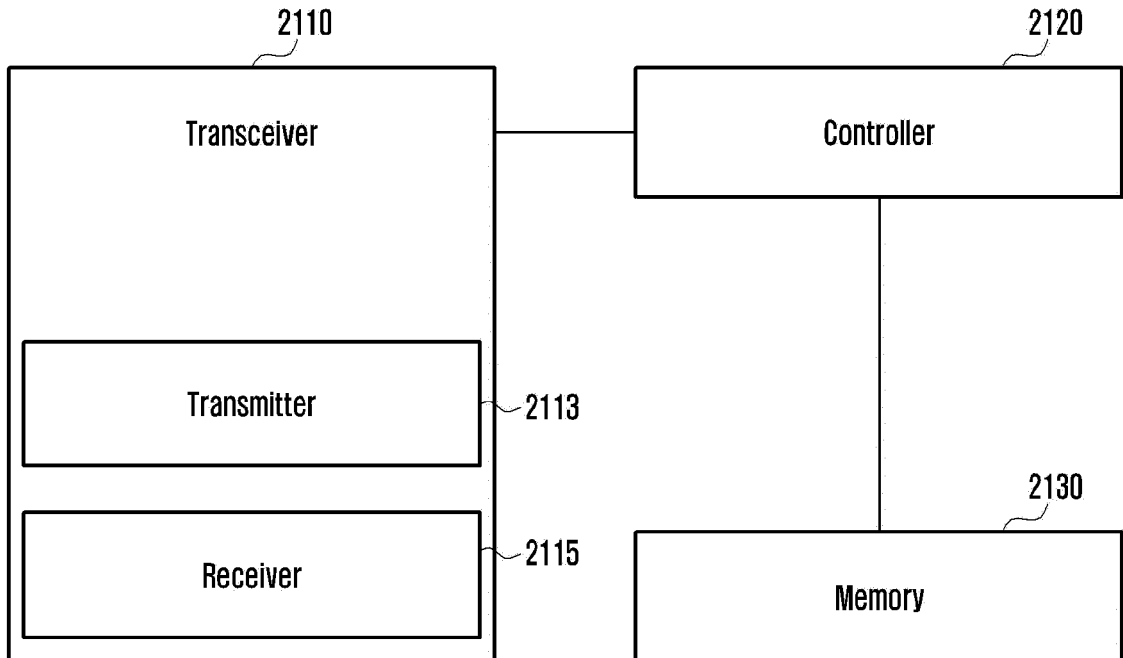 2110
2120
Transceiver
Controller
Transmitter
2113
2130
Receiver
2115
Memory